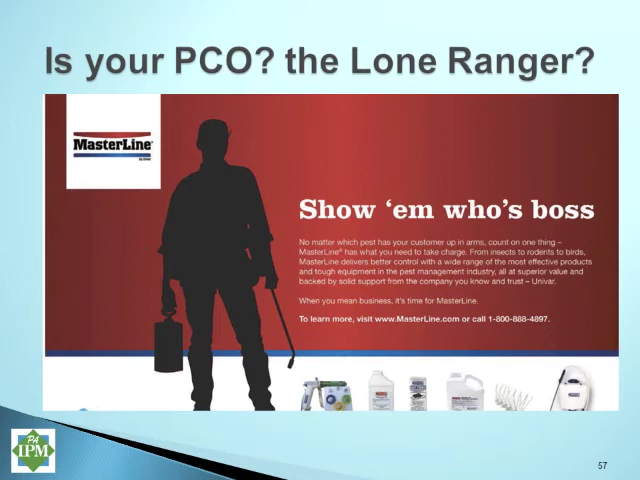 Is your PCO? the Lone Ranger?
MasterLine®
By Univar
Show ‘em who’s boss
No matter which pest has your customer up in arms, count on one thing –
MasterLine® has what you need to take charge. From insects to rodents to birds,
MasterLine delivers better control with a wide range of the most effective products
and tough equipment in the pest management industry, all at superior value and
backed by solid support from the company you know and trust – Univar.
When you mean business, it’s time for MasterLine.
To learn more, visit www.MasterLine.com or call 1-800-888-4897.
PA
IPM
57